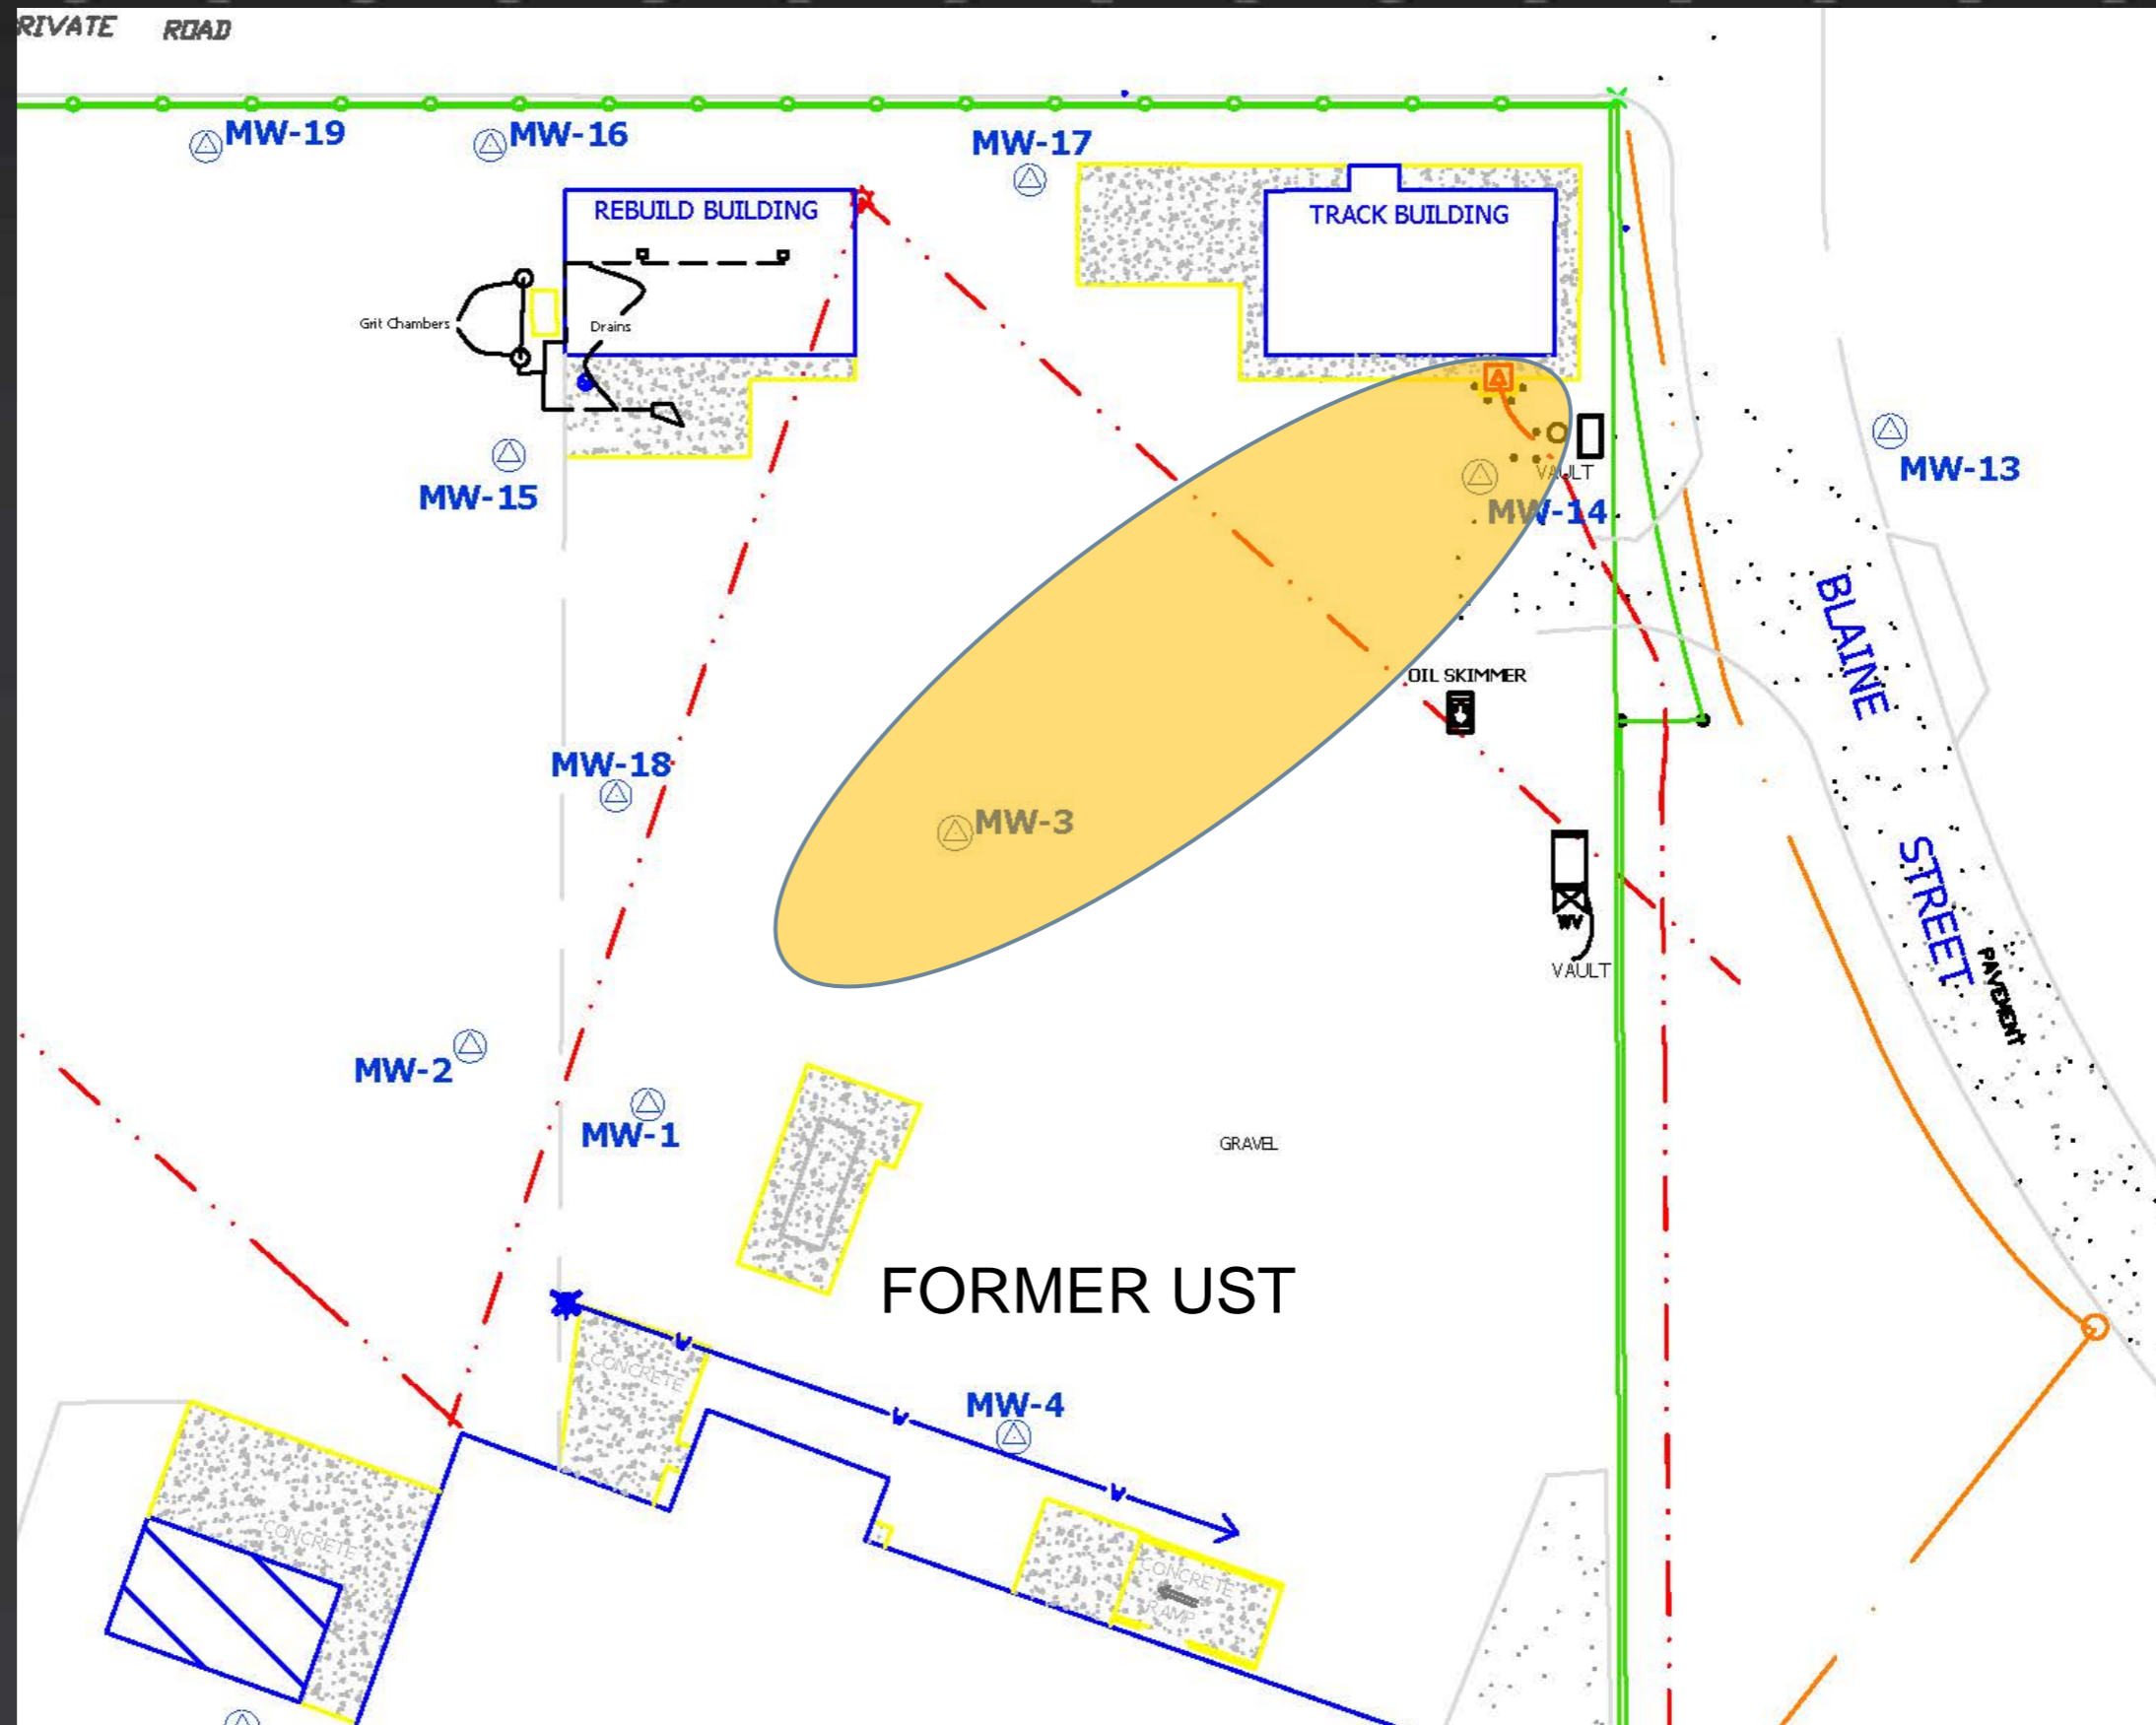 RIVATE ROAD
MW-19
MW-16
MW-17
REBUILD BUILDING
TRACK BUILDING
Grit Chambers
Drains
MW-15
VAULT
MW-14
MW-13
BLAINE
STREET
PAVEMENT
OIL SKIMMER
MW-18
MW-3
WV
VAULT
MW-2
MW-1
GRAVEL
FORMER UST
W
CONCRETE
MW-4
W
W
CONCRETE
CONCRETE
RAMP